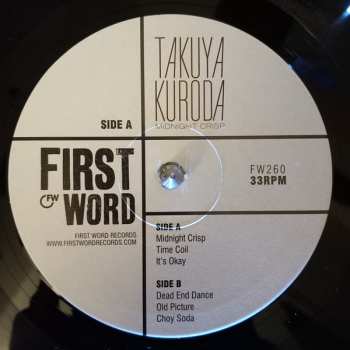 TAKUYA
KURODA
MIDNIGHT CRISP
SIDE A
FIRST
FW
WORD
FIRST WORD RECORDS
WWW.FIRSTWORDRECORDS.COM
FW260
33RPM
SIDE A
Midnight Crisp
Time Coil
It's Okay
SIDE B
Dead End Dance
Old Picture
Choy Soda